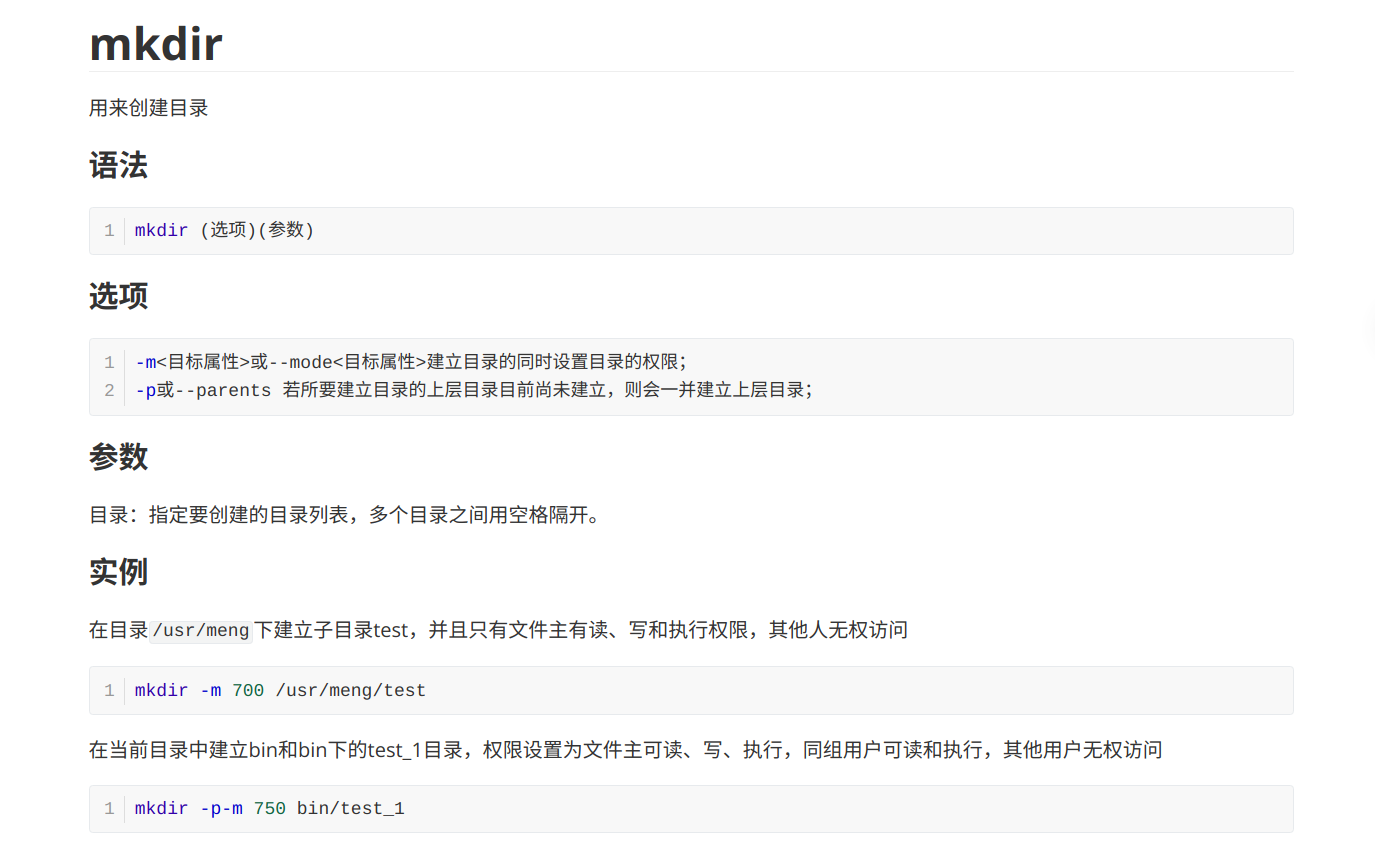 mkdir
用来创建目录
语法
1 mkdir (选项)(参数)
选项
1 -m<目标属性>或--mode<目标属性>建立目录的同时设置目录的权限；
2 -p或--parents 若所要建立目录的上层目录目前尚未建立，则会一并建立上层目录；
参数
目录：指定要创建的目录列表，多个目录之间用空格隔开。
实例
在目录/usr/meng下建立子目录test，并且只有文件主有读、写和执行权限，其他人无权访问
1 mkdir -m 700 /usr/meng/test
在当前目录中建立bin和bin下的test_1目录，权限设置为文件主可读、写、执行，同组用户可读和执行，其他用户无权访问
1 mkdir -p-m 750 bin/test_1